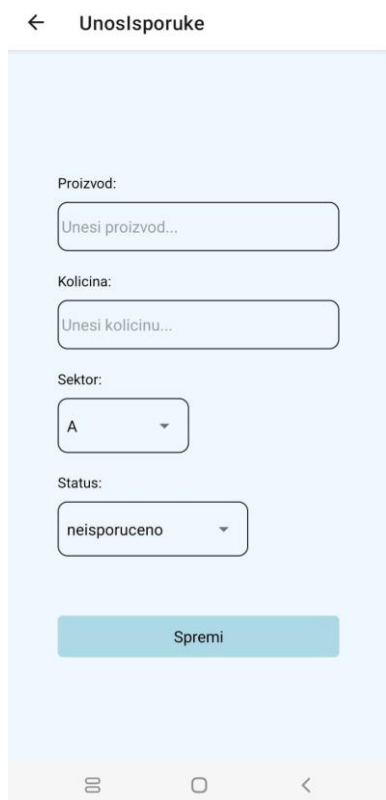 UnosIsporuke
Proizvod:
Unesi proizvod...
Kolicina:
Unesi kolicinu...
Sektor:
A
Status:
neisporuceno
Spremi